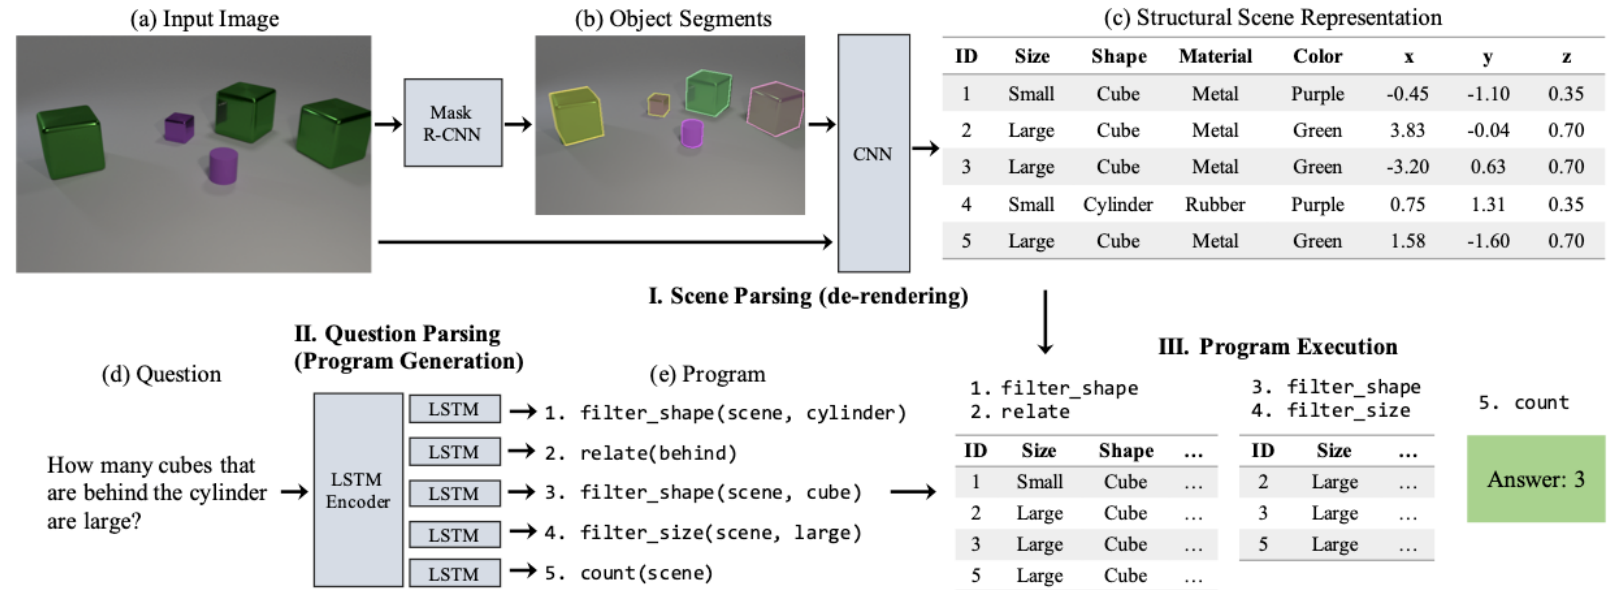 (a) Input Image
(b) Object Segments
(c) Structural Scene Representation
Mask
R-CNN
CNN
ID Size Shape Material Color x y z
1 Small Cube Metal Purple -0.45 -1.10 0.35
2 Large Cube Metal Green 3.83 -0.04 0.70
3 Large Cube Metal Green -3.20 0.63 0.70
4 Small Cylinder Rubber Purple 0.75 1.31 0.35
5 Large Cube Metal Green 1.58 -1.60 0.70
I. Scene Parsing (de-rendering)
II. Question Parsing
(Program Generation)
III. Program Execution
(d) Question
How many cubes that
are behind the cylinder
are large?
LSTM
Encoder
(e) Program
LSTM 1. filter_shape(scene, cylinder)
LSTM 2. relate(behind)
LSTM 3. filter_shape(scene, cube)
LSTM 4. filter_size(scene, large)
LSTM 5. count(scene)
1. filter_shape
2. relate
ID Size Shape ...
1 Small Cube ...
2 Large Cube ...
3 Large Cube ...
5 Large Cube ...
3. filter_shape
4. filter_size
ID Size ...
2 Large ...
3 Large ...
5 Large ...
5. count
Answer: 3